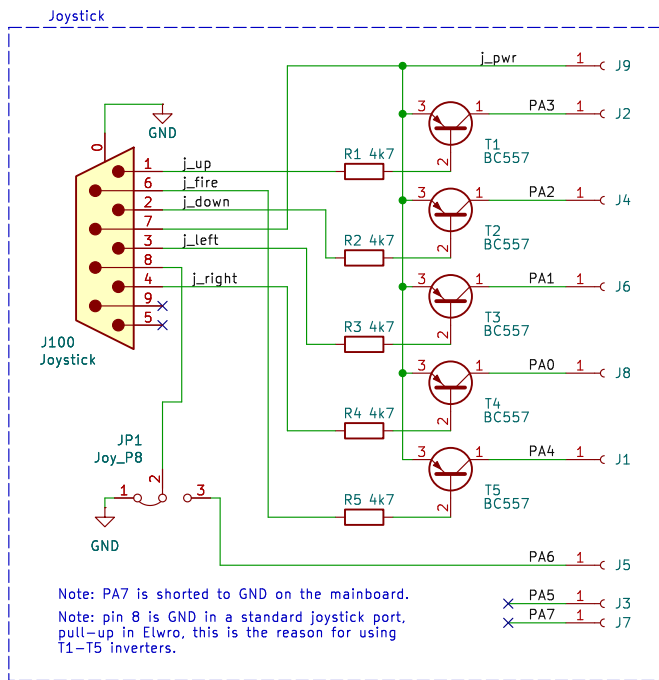 Joystick
j_pwr
1
J9
3
1
PA3
1
J2
GND
0
T1
BC557
2
R1 4k7
1
j_up
6
j_fire
2
j_down
7
3
j_left
8
4
j_right
9
5
J100
Joystick
3
1
PA2
1
J4
T2
BC557
2
R2 4k7
3
1
PA1
1
J6
T3
BC557
2
R3 4k7
3
1
PA0
1
J8
T4
BC557
2
R4 4k7
3
1
PA4
1
J1
T5
BC557
2
R5 4k7
JP1
Joy_P8
1
2
3
GND
PA6
1
J5
PA5
1
J3
PA7
1
J7
Note: PA7 is shorted to GND on the mainboard.
Note: pin 8 is GND in a standard joystick port,
pull-up in Elwro, this is the reason for using
T1-T5 inverters.